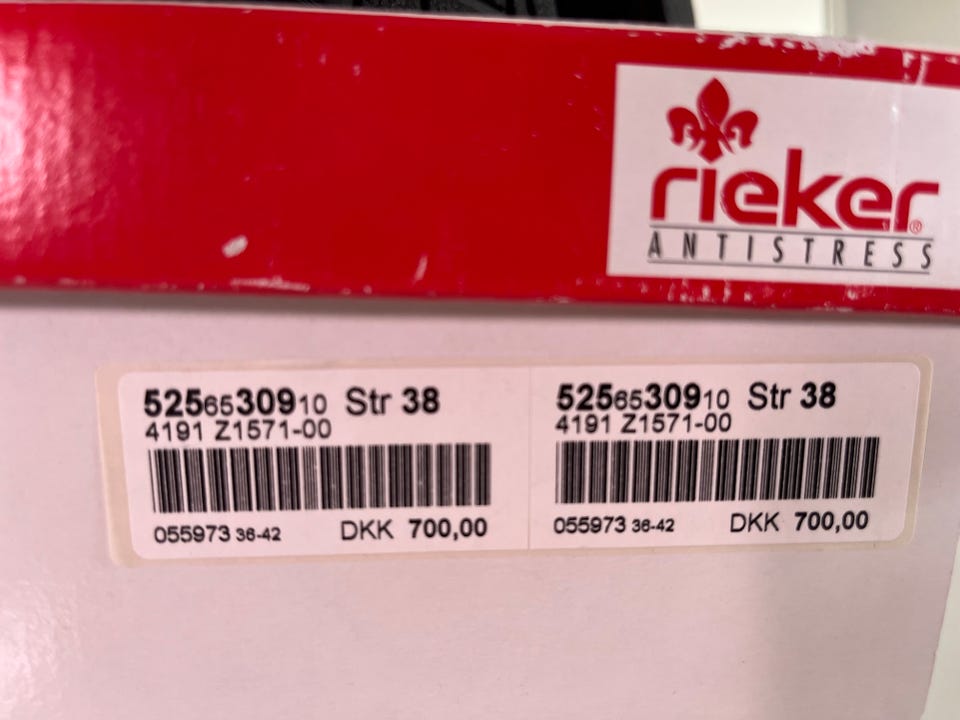 rieker®
ANTISTRESS
5256530910 Str 38
4191 Z1571-00
055973 36-42 DKK 700,00
5256530910 Str 38
4191 Z1571-00
055973 36-42 DKK 700,00